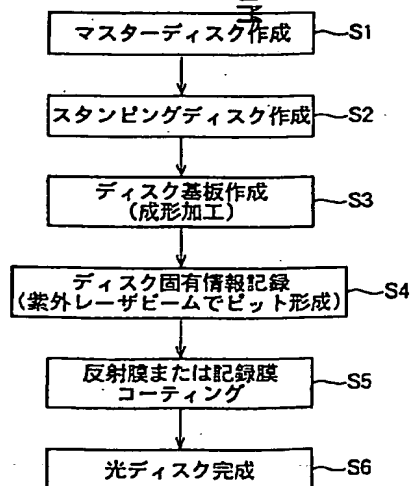 マスターディスク作成 S1
スタンピングディスク作成 S2
ディスク基板作成 S3
(成形加工)
ディスク固有情報記録
(紫外レーザビームでピット形成) S4
反射膜または記録膜 S5
コーティング
光ディスク完成 S6